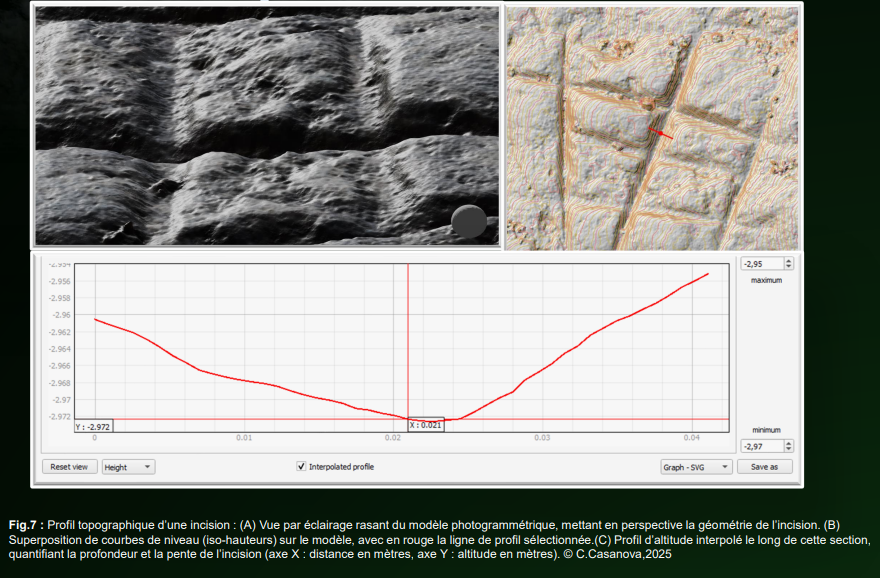 -2.954
-2.956
-2.958
-2.96
-2.962
-2.964
-2.966
-2.968
-2.97
-2.972
Y : -2.972
X : 0.021
0 0.01 0.02 0.03 0.04
-2,95
maximum
minimum
-2,97
Reset view Height Interpolated profile Graph - SVG Save as
Fig.7 : Profil topographique d'une incision : (A) Vue par éclairage rasant du modèle photogrammétrique, mettant en perspective la géométrie de l'incision. (B)
Superposition de courbes de niveau (iso-hauteurs) sur le modèle, avec en rouge la ligne de profil sélectionnée.(C) Profil d'altitude interpolé le long de cette section,
quantifiant la profondeur et la pente de l'incision (axe X : distance en mètres, axe Y : altitude en mètres). © C.Casanova,2025